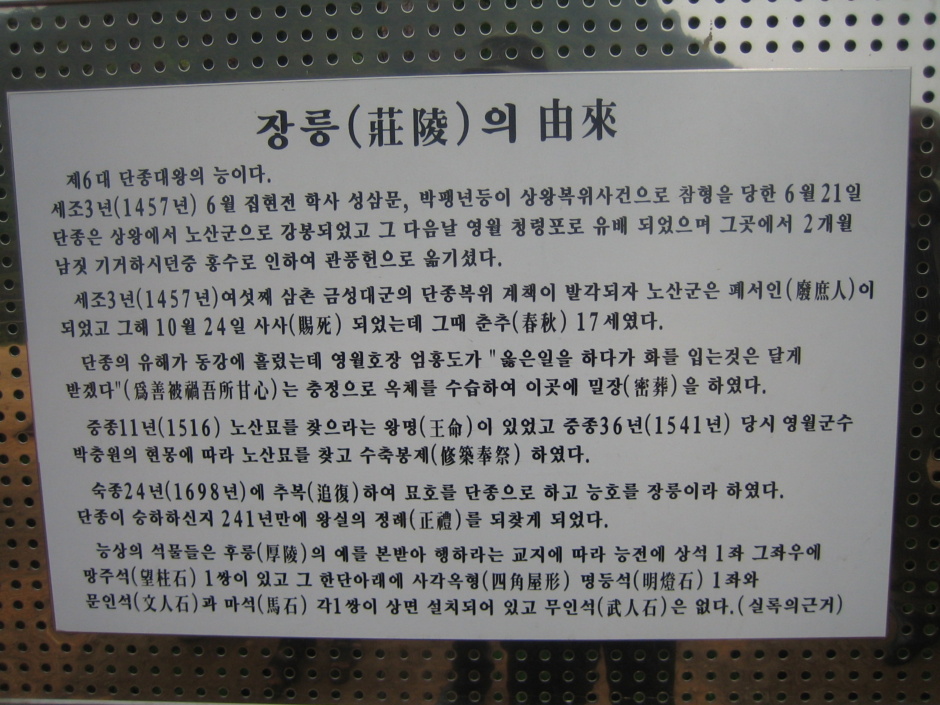 장릉(莊陵)의 由來
제6대 단종대왕의 능이다.
세조3년(1457년) 6월 집현전 학사 성삼문, 박팽년등이 상왕복위사건으로 참형을 당한 6월 21일
단종은 상왕에서 노산군으로 강봉되었고 그 다음날 영월 청령포로 유배 되었으며 그곳에서 2개월
남짓 기거하시던중 홍수로 인하여 관풍헌으로 옮기셨다.
세조3년(1457년)여섯째 삼촌 금성대군의 단종복위 계책이 발각되자 노산군은 폐서인(廢庶人)이
되었고 그해 10월 24일 사사(賜死) 되었는데 그때 춘추(春秋) 17세였다.
단종의 유해가 동강에 흘렀는데 영월호장 엄흥도가 "옳은일을 하다가 화를 입는것은 달게
받겠다"(爲善被禍吾所甘心)는 충정으로 옥체를 수습하여 이곳에 밀장(密葬)을 하였다.
중종11년(1516) 노산묘를 찾으라는 왕명(王命)이 있었고 중종36년(1541년) 당시 영월군수
박충원의 현몽에 따라 노산묘를 찾고 수축봉제(修築奉祭) 하였다.
숙종24년(1698년)에 추복(追復)하여 묘호를 단종으로 하고 능호를 장릉이라 하였다.
단종이 승하하신지 241년만에 왕실의 정례(正禮)를 되찾게 되었다.
능상의 석물들은 후릉(厚陵)의 예를 본받아 행하라는 교지에 따라 능전에 상석 1좌 그좌우에
망주석(望柱石) 1쌍이 있고 그 한단아래에 사각옥형(四角屋形) 명등석(明燈石) 1좌와
문인석(文人石)과 마석(馬石) 각1쌍이 상면 설치되어 있고 무인석(武人石)은 없다.(실록의근거)